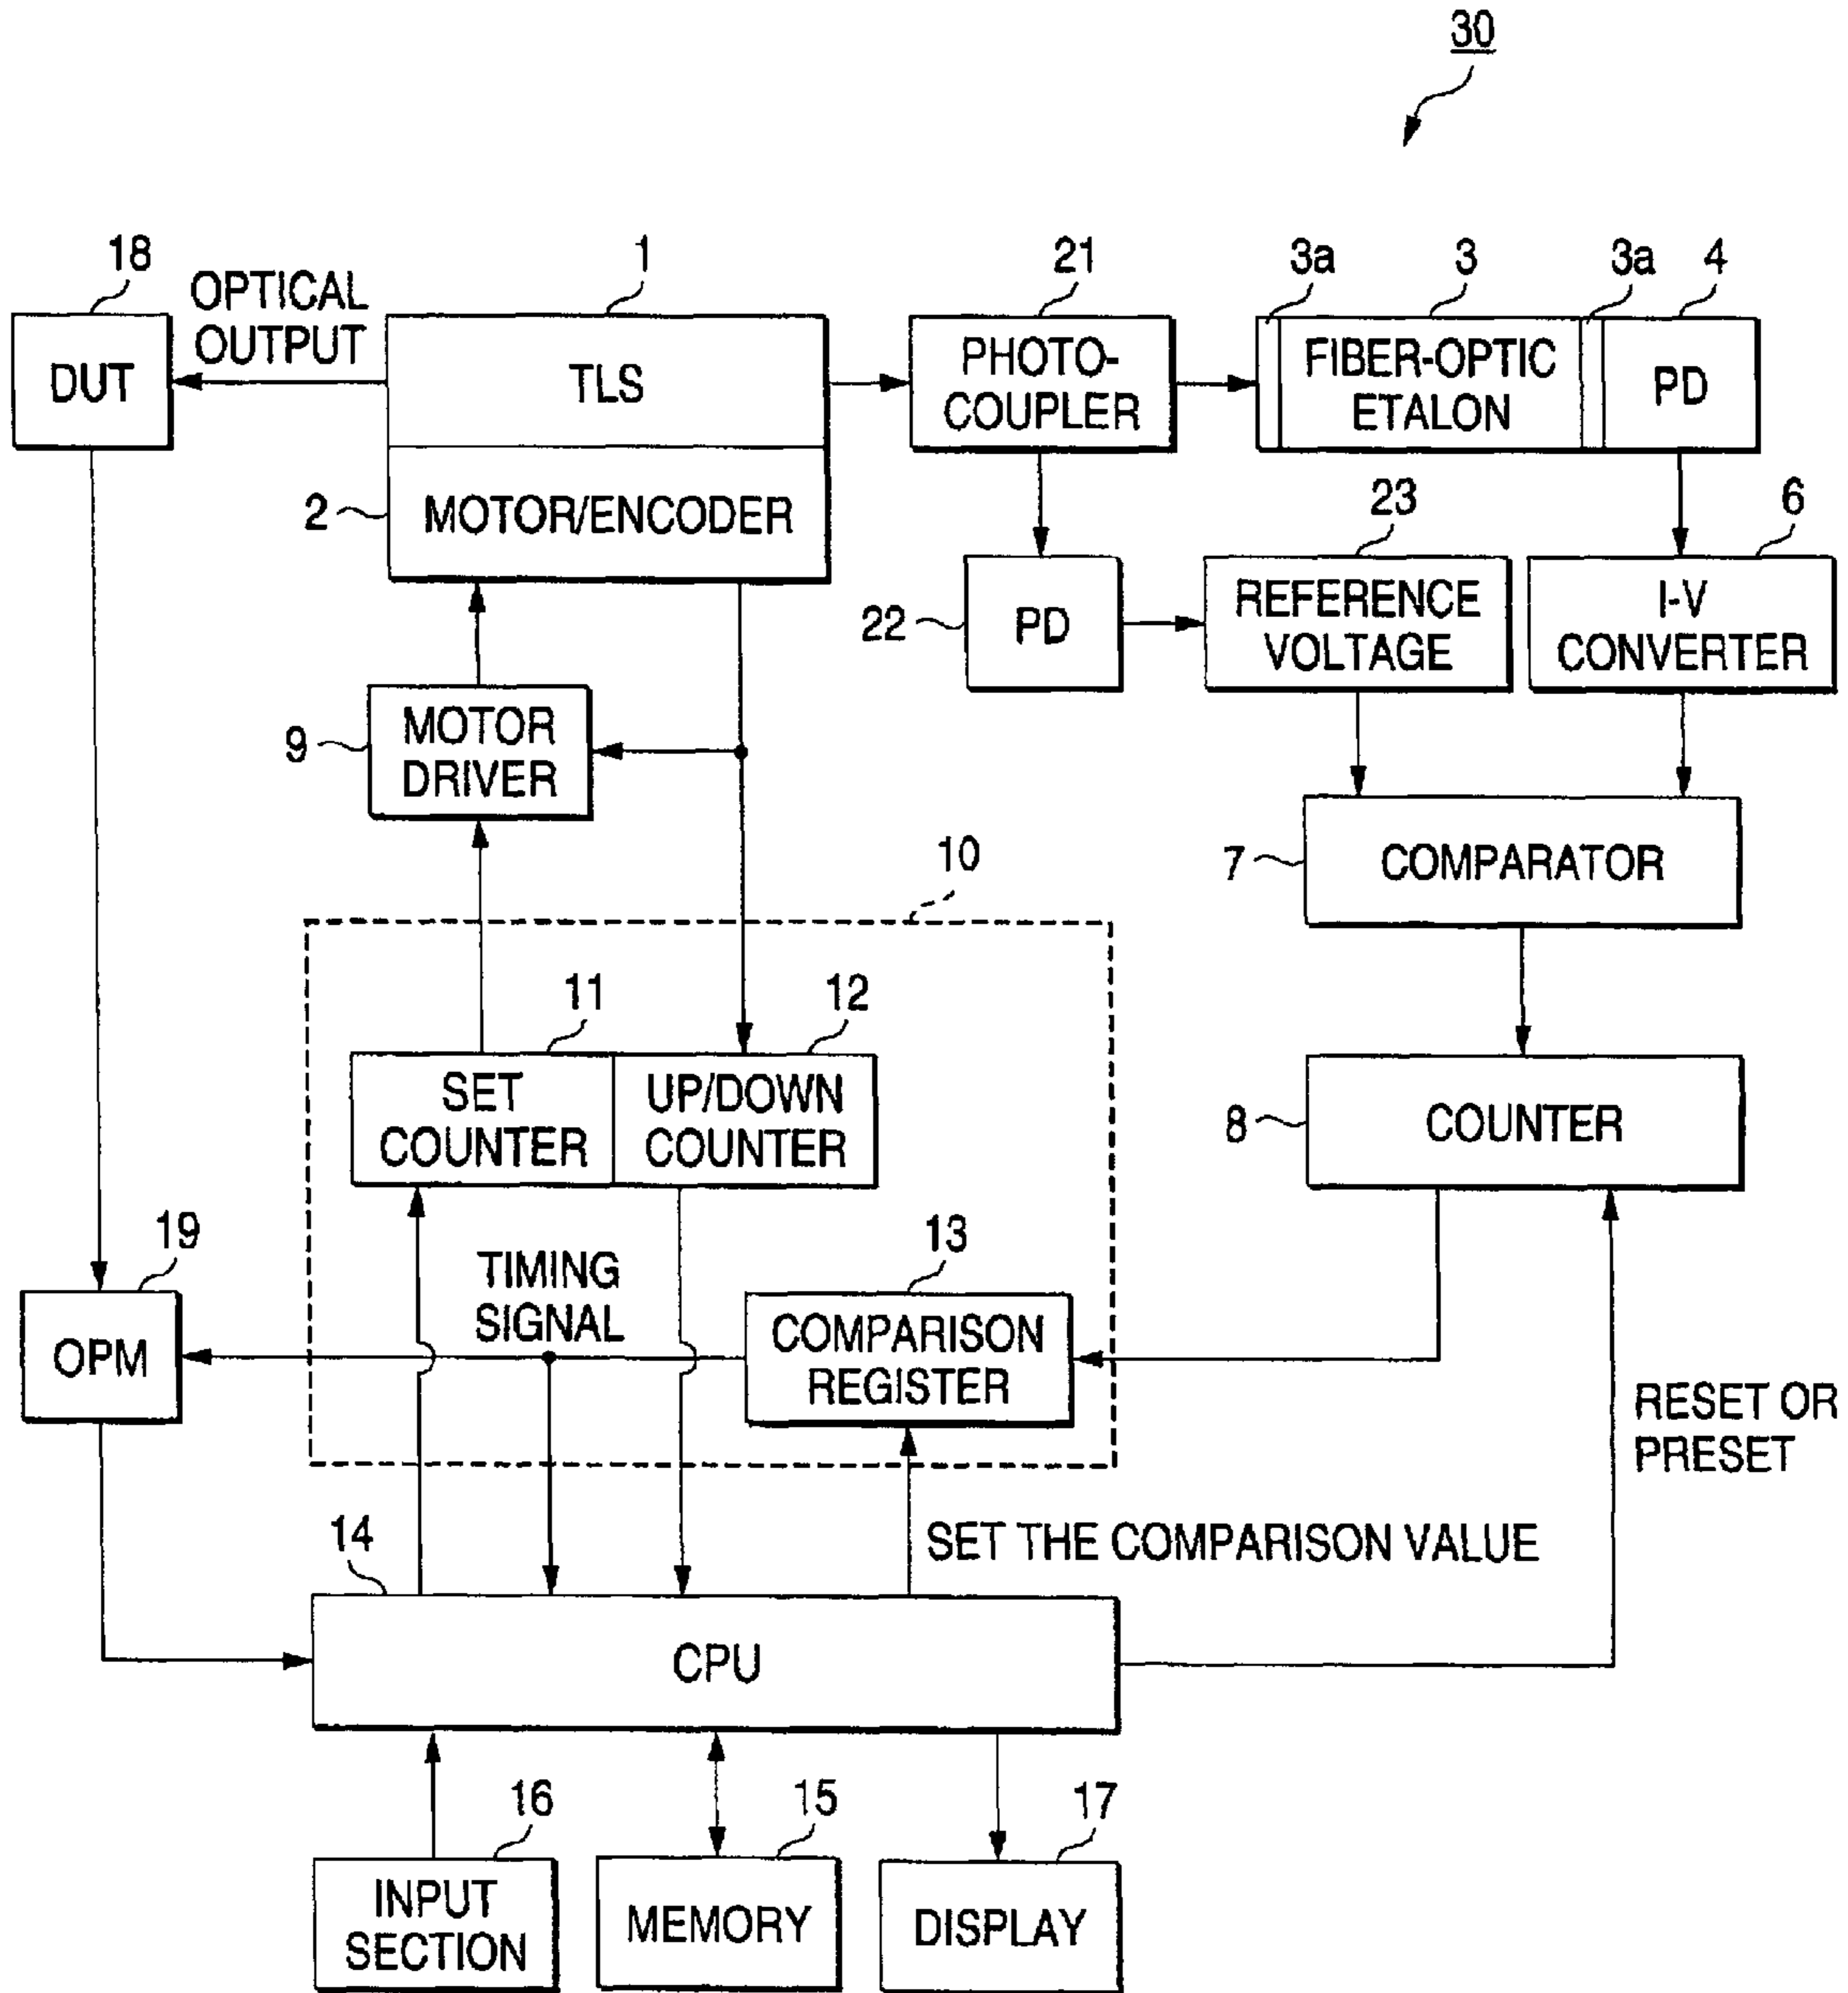 30
18
OPTICAL
OUTPUT
1
21
3a
3
3a
4
DUT
TLS
PHOTO-
COUPLER
FIBER-OPTIC
ETALON
PD
2
MOTOR/ENCODER
23
6
22
PD
REFERENCE
VOLTAGE
I-V
CONVERTER
9
MOTOR
DRIVER
10
7
COMPARATOR
11
12
SET
COUNTER
UP/DOWN
COUNTER
8
COUNTER
19
TIMING
SIGNAL
13
OPM
COMPARISON
REGISTER
RESET OR
PRESET
14
SET THE COMPARISON VALUE
CPU
16
15
17
INPUT
SECTION
MEMORY
DISPLAY